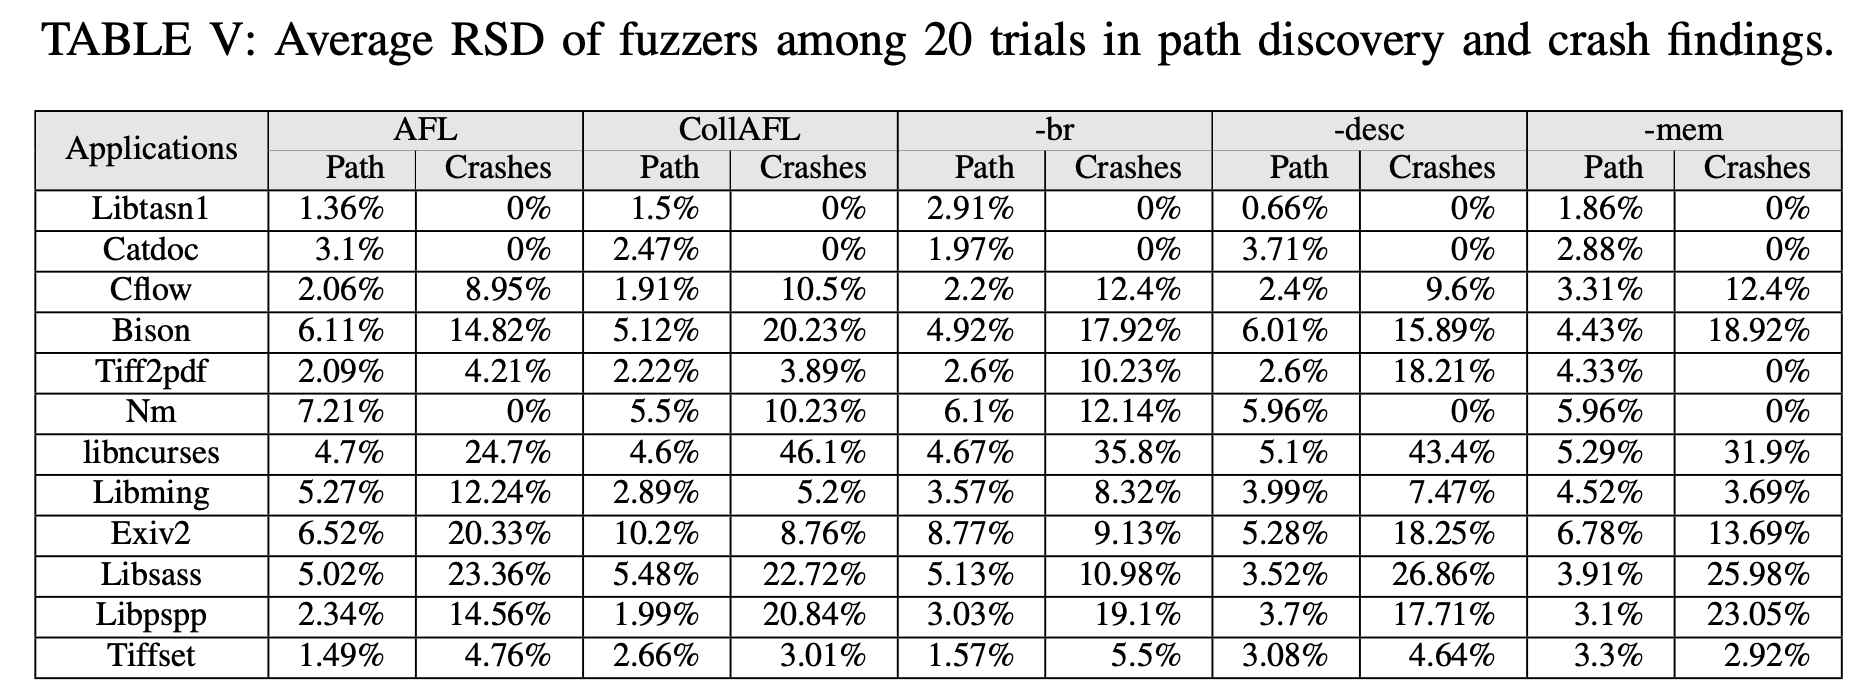 TABLE V: Average RSD of fuzzers among 20 trials in path discovery and crash findings.
Applications AFL CollAFL -br -desc -mem
Path Crashes Path Crashes Path Crashes Path Crashes Path Crashes
Libtasn1 1.36% 0% 1.5% 0% 2.91% 0% 0.66% 0% 1.86% 0%
Catdoc 3.1% 0% 2.47% 0% 1.97% 0% 3.71% 0% 2.88% 0%
Cflow 2.06% 8.95% 1.91% 10.5% 2.2% 12.4% 2.4% 9.6% 3.31% 12.4%
Bison 6.11% 14.82% 5.12% 20.23% 4.92% 17.92% 6.01% 15.89% 4.43% 18.92%
Tiff2pdf 2.09% 4.21% 2.22% 3.89% 2.6% 10.23% 2.6% 18.21% 4.33% 0%
Nm 7.21% 0% 5.5% 10.23% 6.1% 12.14% 5.96% 0% 5.96% 0%
libncurses 4.7% 24.7% 4.6% 46.1% 4.67% 35.8% 5.1% 43.4% 5.29% 31.9%
Libming 5.27% 12.24% 2.89% 5.2% 3.57% 8.32% 3.99% 7.47% 4.52% 3.69%
Exiv2 6.52% 20.33% 10.2% 8.76% 8.77% 9.13% 5.28% 18.25% 6.78% 13.69%
Libsass 5.02% 23.36% 5.48% 22.72% 5.13% 10.98% 3.52% 26.86% 3.91% 25.98%
Libpspp 2.34% 14.56% 1.99% 20.84% 3.03% 19.1% 3.7% 17.71% 3.1% 23.05%
Tiffset 1.49% 4.76% 2.66% 3.01% 1.57% 5.5% 3.08% 4.64% 3.3% 2.92%